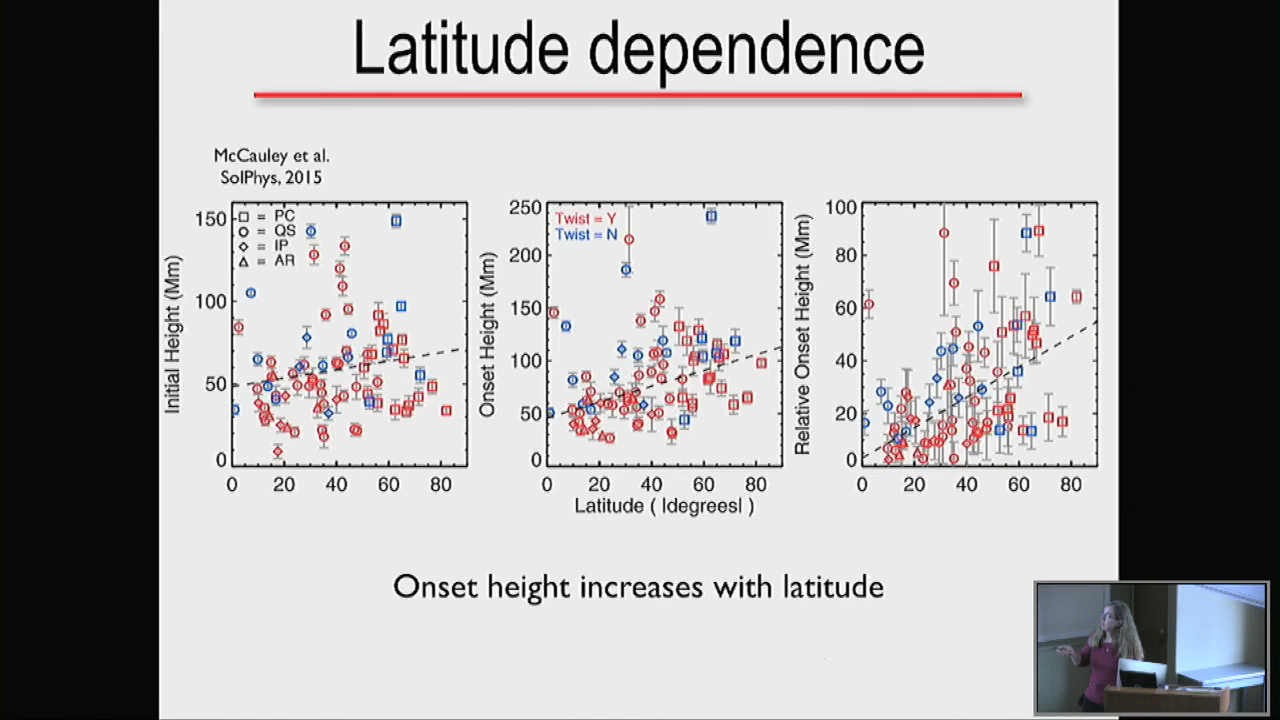 Latitude dependence
McCauley et al.
SolPhys, 2015
Initial Height (Mm)
150
100
50
0
= PC
= QS
= IP
= AR
0 20 40 60 80
Onset Height (Mm)
250
200
150
100
50
0
Twist = Y
Twist = N
0 20 40 60 80
Latitude ( |degrees| )
Relative Onset Height (Mm)
100
80
60
40
20
0
0 20 40 60 80
Onset height increases with latitude